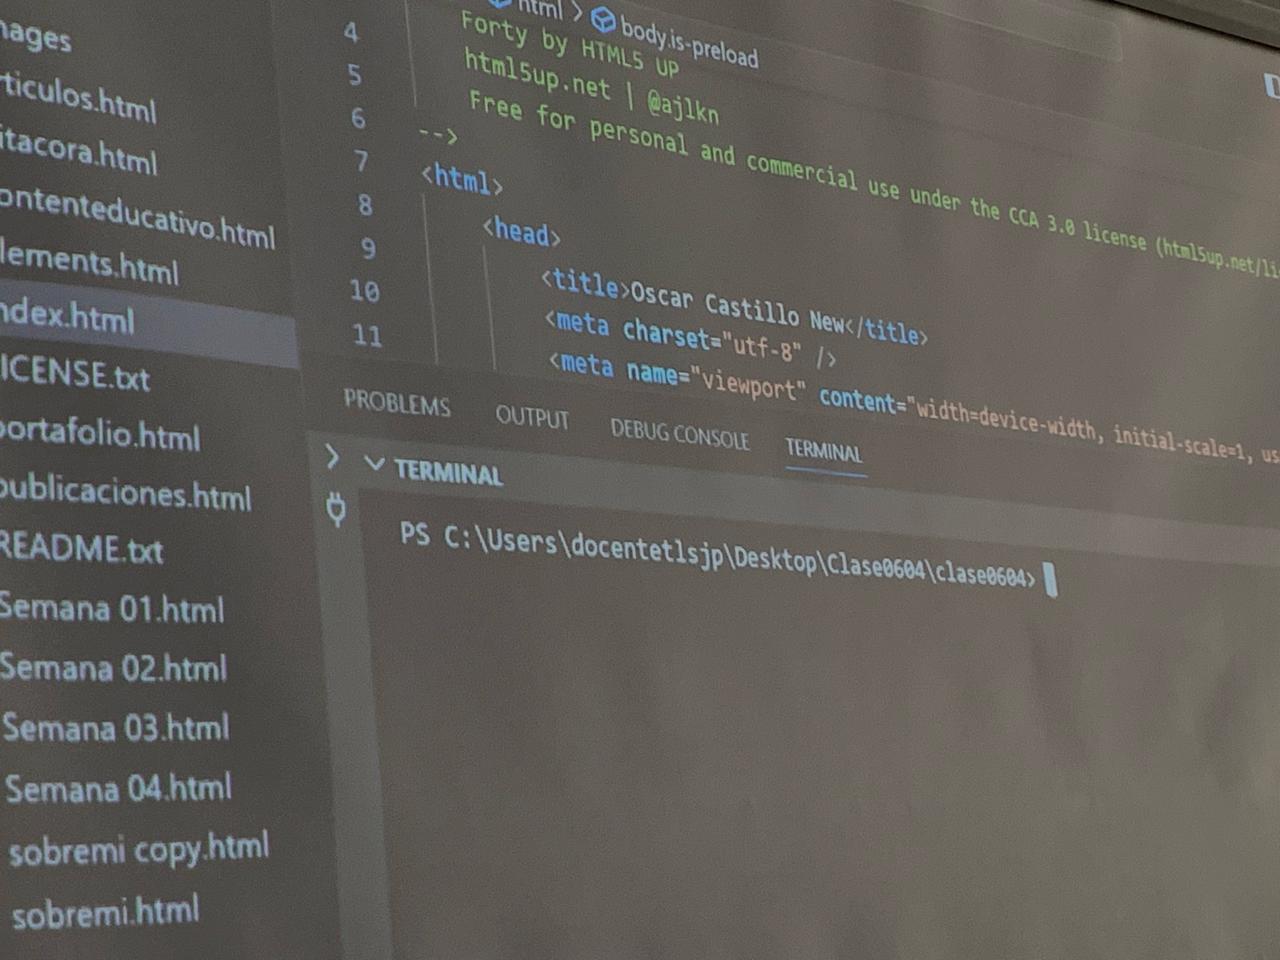 html > body.is-preload
mages
rticulos.html
itacora.html
ontenteducativo.html
lements.html
ndex.html
ICENSE.txt
portafolio.html
publicaciones.html
README.txt
Semana 01.html
Semana 02.html
Semana 03.html
Semana 04.html
sobremi copy.html
sobremi.html
4 Forty by HTML5 UP
5 html5up.net | @ajlkn
6 Free for personal and commercial use under the CCA 3.0 license (html5up.net/li
7 -->
8 <html>
9 <head>
10 <title>Oscar Castillo New</title>
11 <meta charset="utf-8" />
<meta name="viewport" content="width=device-width, initial-scale=1, us
PROBLEMS OUTPUT DEBUG CONSOLE TERMINAL
TERMINAL
PS C:\Users\docentetlsjp\Desktop\Clase0604\clase0604>